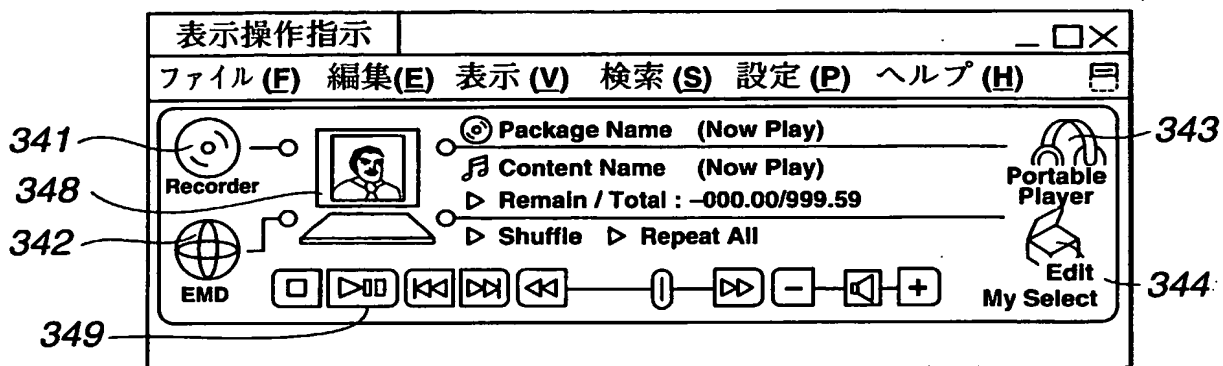 表示操作指示
ファイル (F) 編集(E) 表示 (V) 検索 (S) 設定 (P) ヘルプ (H)
341
Recorder
348
342
EMD
349
Package Name (Now Play)
Content Name (Now Play)
Remain / Total : –000.00/999.59
Shuffle Repeat All
343
Portable
Player
Edit
My Select
344